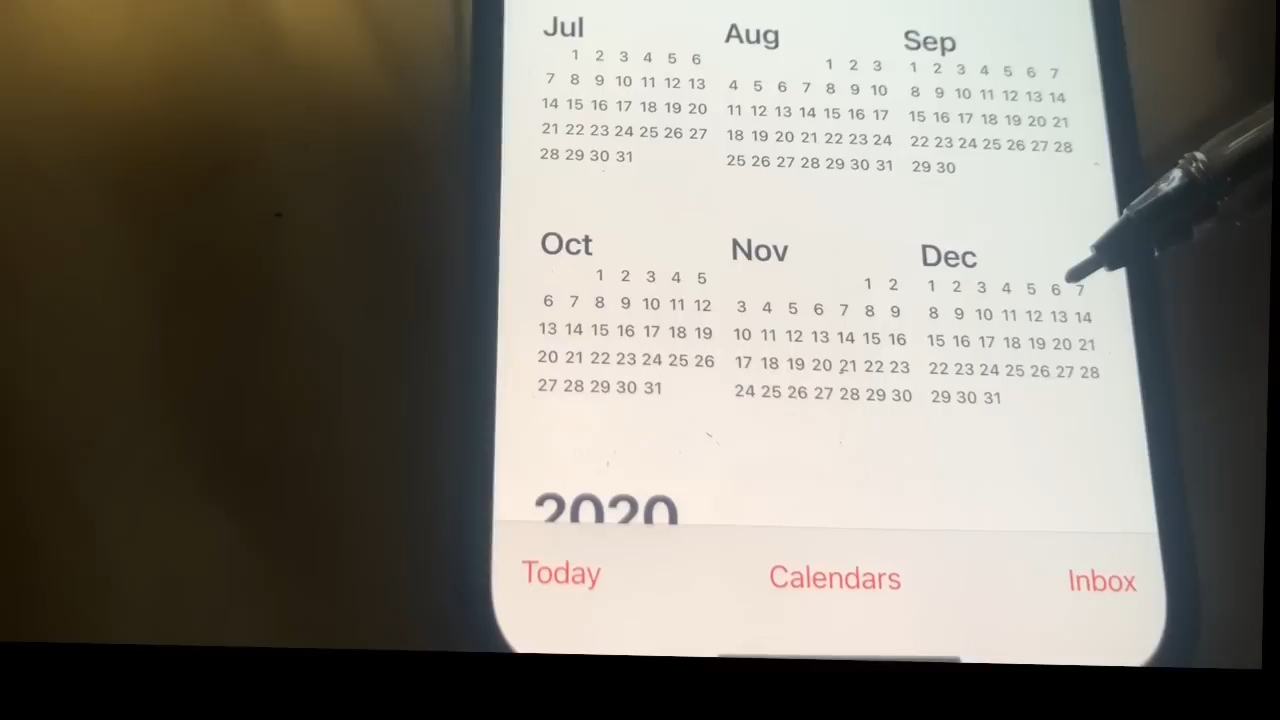 Jul Aug Sep
1 2 3 4 5 6 1 2 3 1 2 3 4 5 6 7
7 8 9 10 11 12 13 4 5 6 7 8 9 10 8 9 10 11 12 13 14
14 15 16 17 18 19 20 11 12 13 14 15 16 17 15 16 17 18 19 20 21
21 22 23 24 25 26 27 18 19 20 21 22 23 24 22 23 24 25 26 27 28
28 29 30 31 25 26 27 28 29 30 31 29 30
Oct Nov Dec
1 2 3 4 5 1 2 1 2 3 4 5 6 7
6 7 8 9 10 11 12 3 4 5 6 7 8 9 8 9 10 11 12 13 14
13 14 15 16 17 18 19 10 11 12 13 14 15 16 15 16 17 18 19 20 21
20 21 22 23 24 25 26 17 18 19 20 21 22 23 22 23 24 25 26 27 28
27 28 29 30 31 24 25 26 27 28 29 30 29 30 31
2020
Today Calendars Inbox